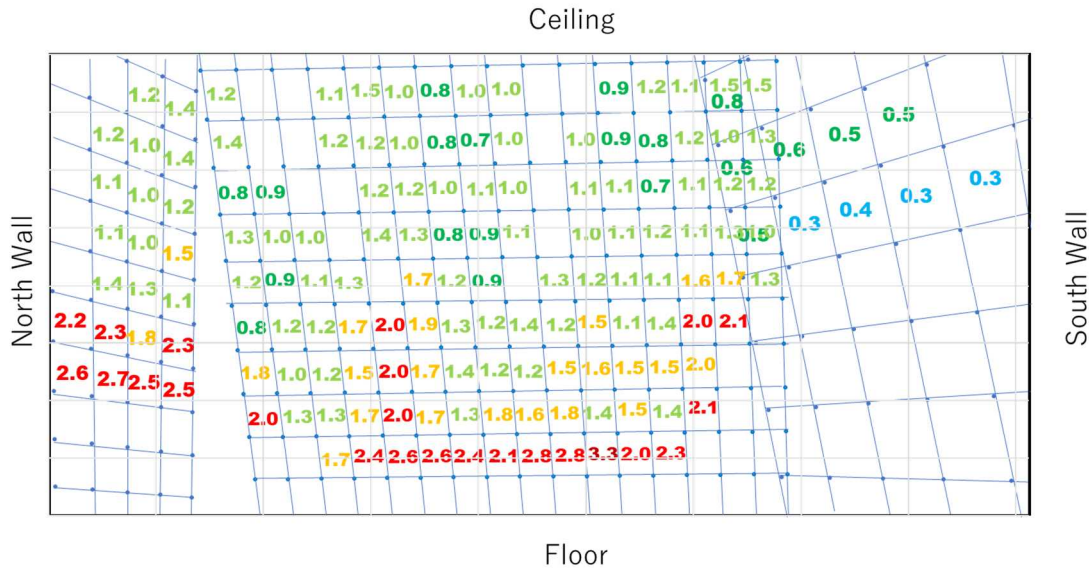 Ceiling
North Wall
South Wall
1.2 1.4 1.2 1.1 1.5 1.0 0.8 1.0 1.0 0.9 1.2 1.1 1.5 1.5
0.8 0.5
1.2 1.0 1.4 1.4 1.2 1.2 1.0 0.8 0.7 1.0 1.0 0.9 0.8 1.2 1.0 1.3 0.6 0.5
0.6
1.1 1.0 1.2 0.8 0.9 1.2 1.2 1.0 1.1 1.0 1.1 1.1 0.7 1.1 1.2 1.2 0.3 0.4 0.3 0.3
1.1 1.0 1.5 1.3 1.0 1.0 1.4 1.3 0.8 0.9 1.1 1.0 1.1 1.2 1.1 0.5
1.4 1.3 1.1 1.2 0.9 1.1 1.3 1.7 1.2 0.9 1.3 1.2 1.1 1.1 1.6 1.7 1.3
2.2 2.3 1.8 2.3 0.8 1.2 1.2 1.7 2.0 1.9 1.3 1.2 1.4 1.2 1.5 1.1 1.4 2.0 2.1
2.6 2.7 2.5 2.5 1.8 1.0 1.2 1.5 2.0 1.7 1.4 1.2 1.2 1.5 1.6 1.5 1.5 2.0
2.0 1.3 1.3 1.7 2.0 1.7 1.3 1.8 1.6 1.8 1.4 1.5 1.4 2.1
1.7 2.4 2.6 2.6 2.4 2.1 2.8 2.8 3.3 2.0 2.3
Floor